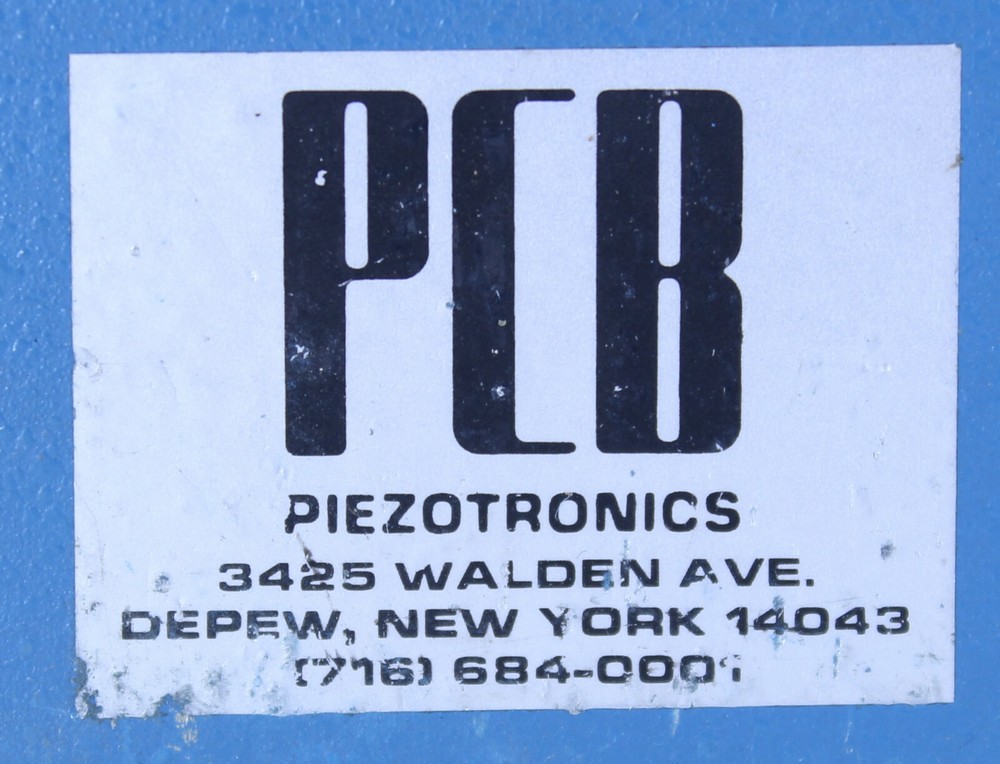 PCB
PIEZOTRONICS
3425 WALDEN AVE.
DEPEW, NEW YORK 14043
(716) 684-0001